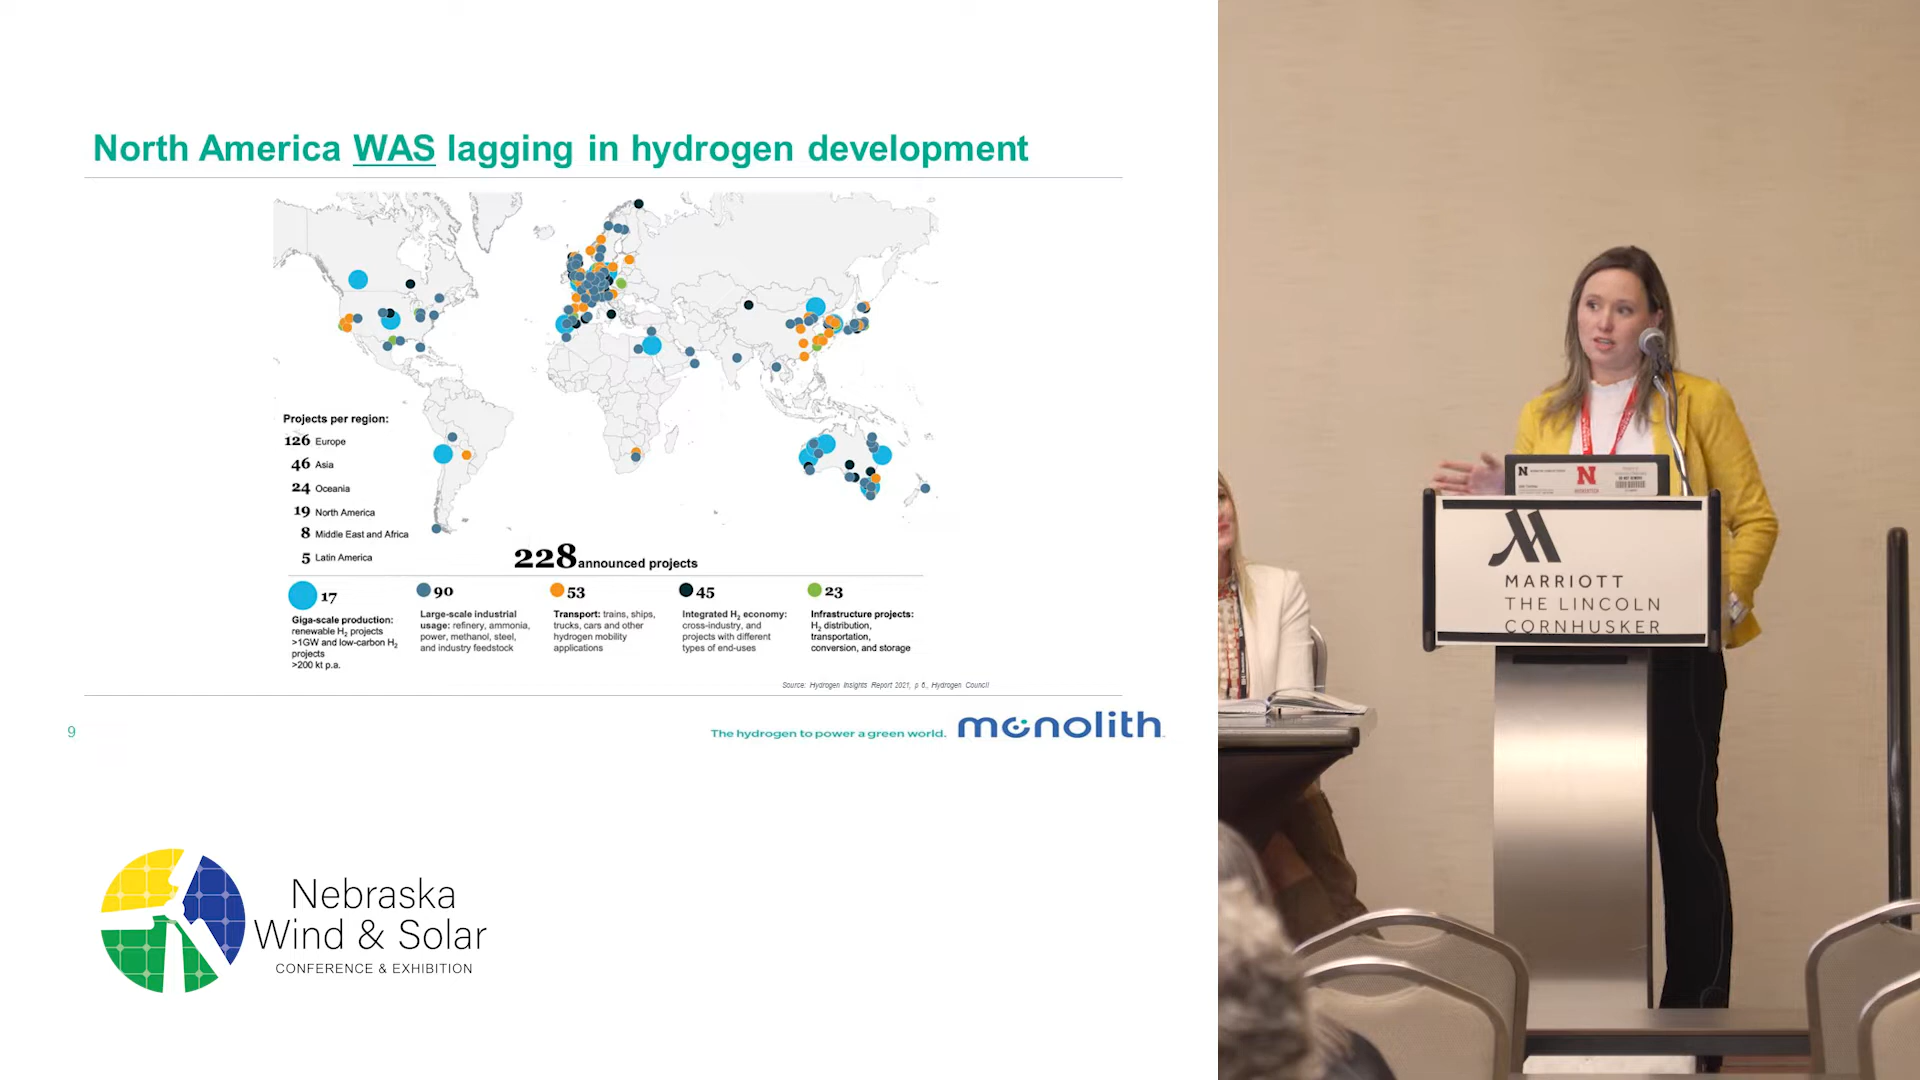 North America WAS lagging in hydrogen development
Projects per region:
126 Europe
46 Asia
24 Oceania
19 North America
8 Middle East and Africa
5 Latin America
228 announced projects
17
Giga-scale production:
renewable H2 projects
>1GW and low-carbon H2
projects
>200 kt p.a.
90
Large-scale industrial
usage: refinery, ammonia,
power, methanol, steel,
and industry feedstock
53
Transport: trains, ships,
trucks, cars and other
hydrogen mobility
applications
45
Integrated H2 economy:
cross-industry, and
projects with different
types of end-uses
23
Infrastructure projects:
H2 distribution,
transportation,
conversion, and storage
Source: Hydrogen Insights Report 2021, p 6., Hydrogen Council
9
The hydrogen to power a green world.
monolith
Nebraska
Wind & Solar
CONFERENCE & EXHIBITION
N
N
MARRIOTT
THE LINCOLN
CORNHUSKER